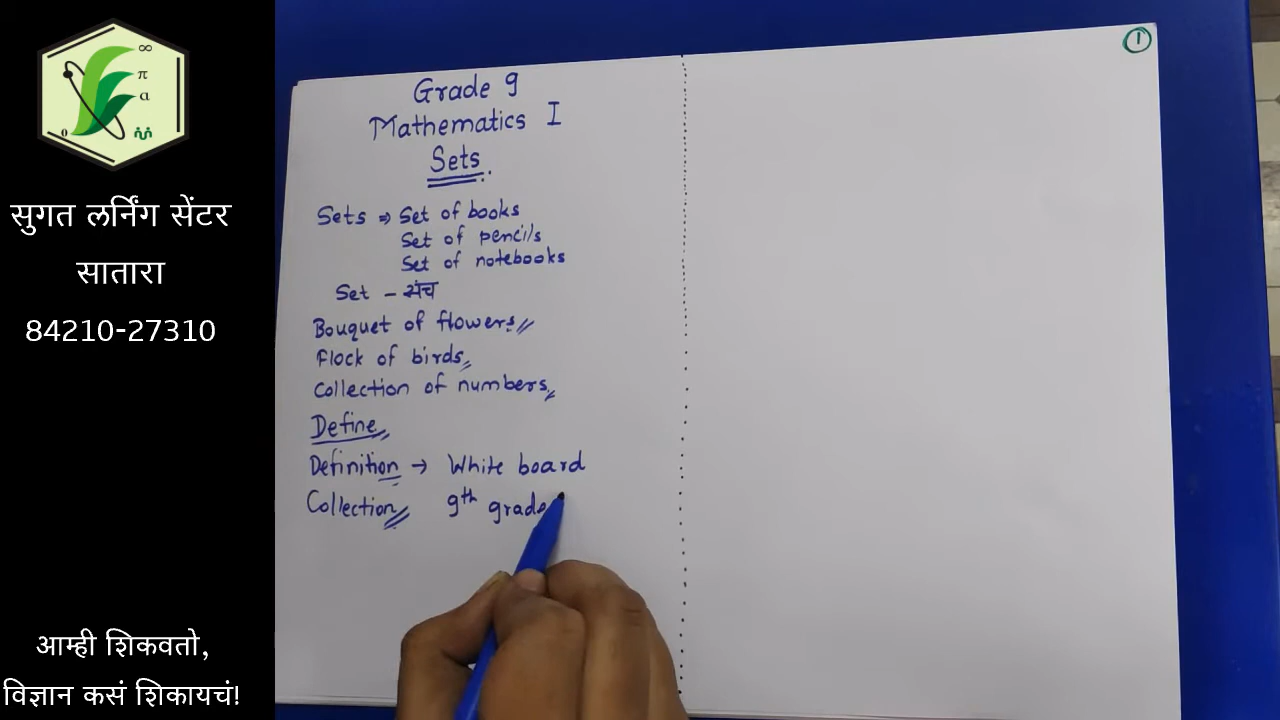 ∞
π
α
0
सुगत लर्निंग सेंटर
सातारा
84210-27310
आम्ही शिकवतो,
विज्ञान कसं शिकायचं!
1
Grade 9
Mathematics I
Sets
Sets ⇒ Set of books
Set of pencils
Set of notebooks
Set - संच
Bouquet of flowers
Flock of birds
Collection of numbers
Define
Definition → White board
Collection 9th grade